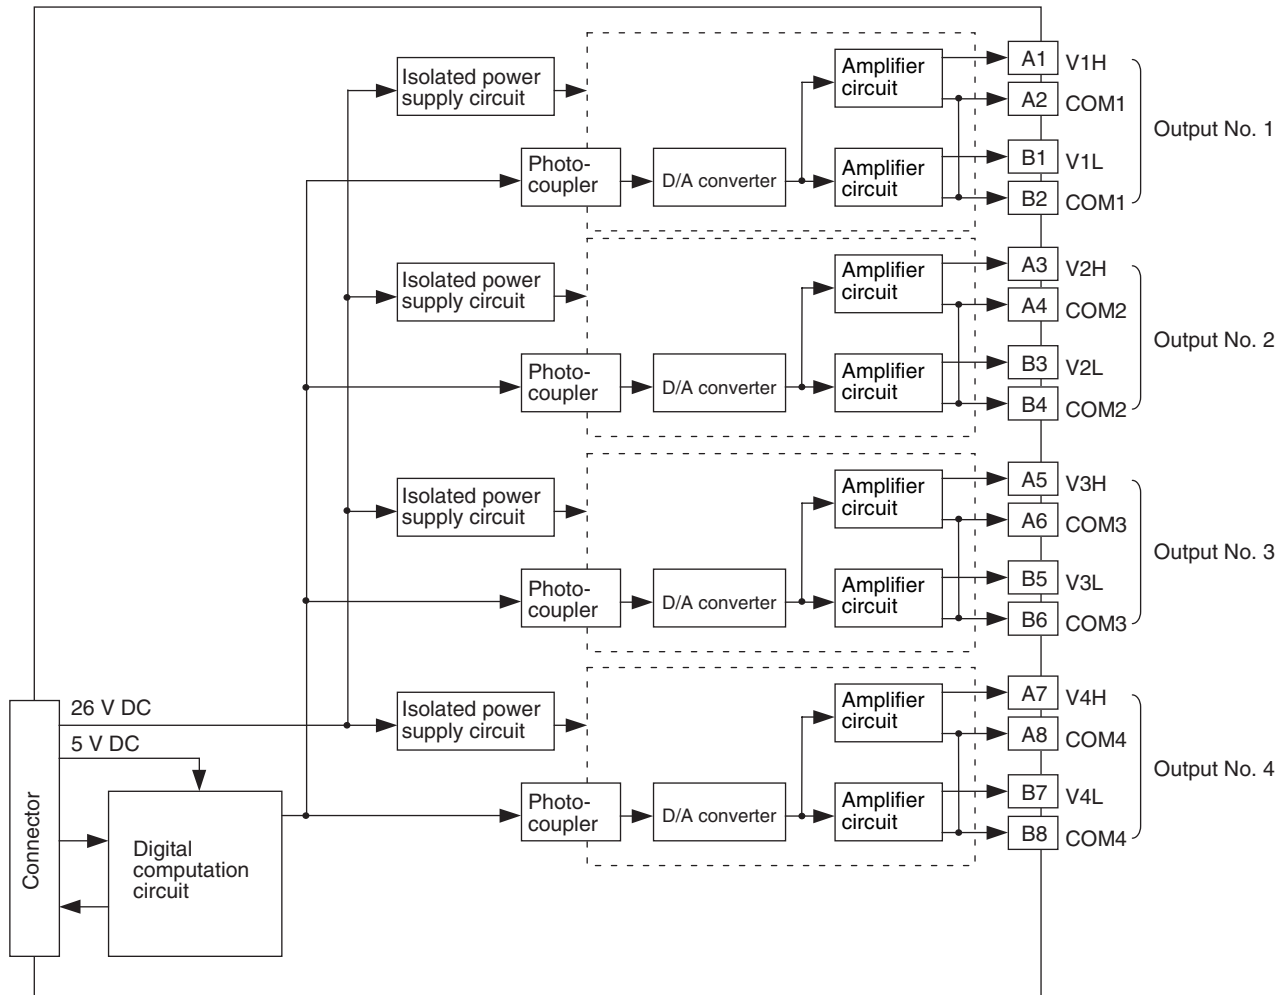 Isolated power
supply circuit
Amplifier
circuit
A1 V1H
A2 COM1
Photo-
coupler
D/A converter
Amplifier
circuit
B1 V1L
B2 COM1
Output No. 1
Isolated power
supply circuit
Amplifier
circuit
A3 V2H
A4 COM2
Photo-
coupler
D/A converter
Amplifier
circuit
B3 V2L
B4 COM2
Output No. 2
Isolated power
supply circuit
Amplifier
circuit
A5 V3H
A6 COM3
Photo-
coupler
D/A converter
Amplifier
circuit
B5 V3L
B6 COM3
Output No. 3
26 V DC
5 V DC
Isolated power
supply circuit
Amplifier
circuit
A7 V4H
A8 COM4
Photo-
coupler
D/A converter
Amplifier
circuit
B7 V4L
B8 COM4
Output No. 4
Connector
Digital
computation
circuit